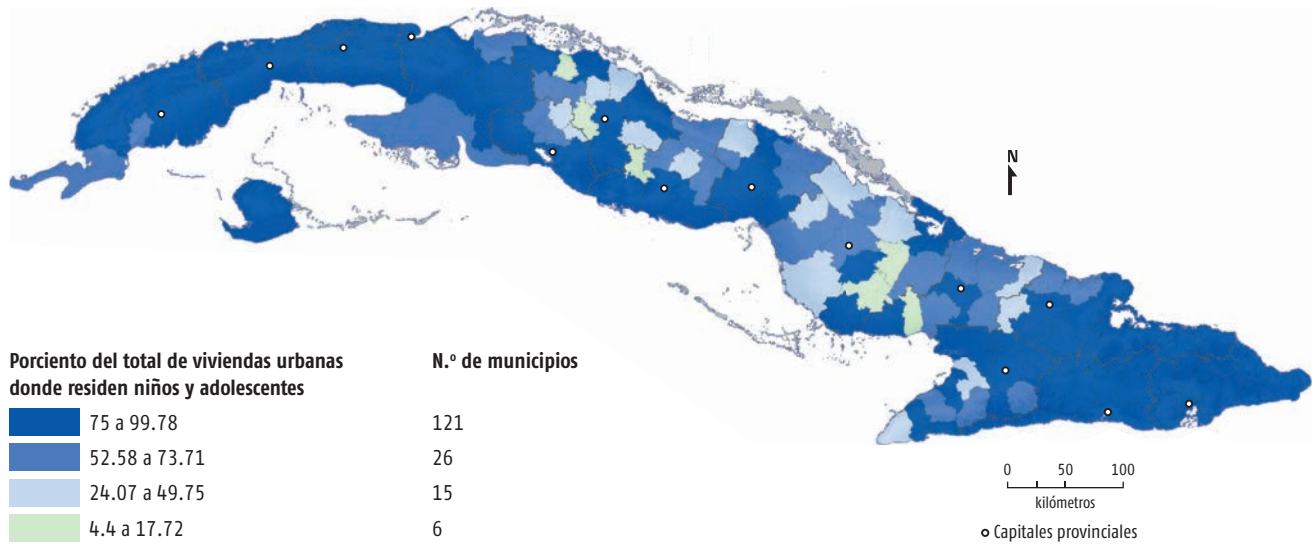 N
Porciento del total de viviendas urbanas
donde residen niños y adolescentes
N.º de municipios
75 a 99.78 121
52.58 a 73.71 26
24.07 a 49.75 15
4.4 a 17.72 6
0 50 100
kilómetros
Capitales provinciales